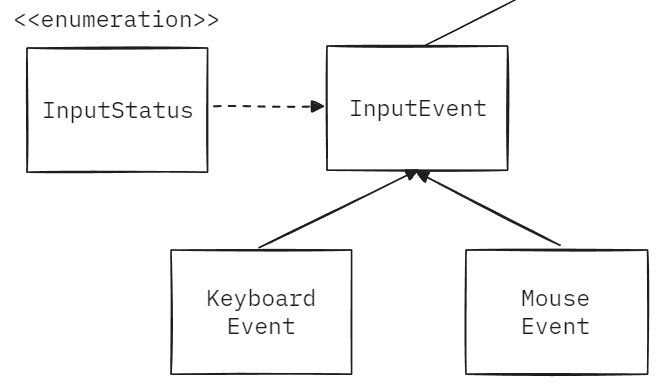 <<enumeration>>
InputStatus
InputEvent
Keyboard
Event
Mouse
Event